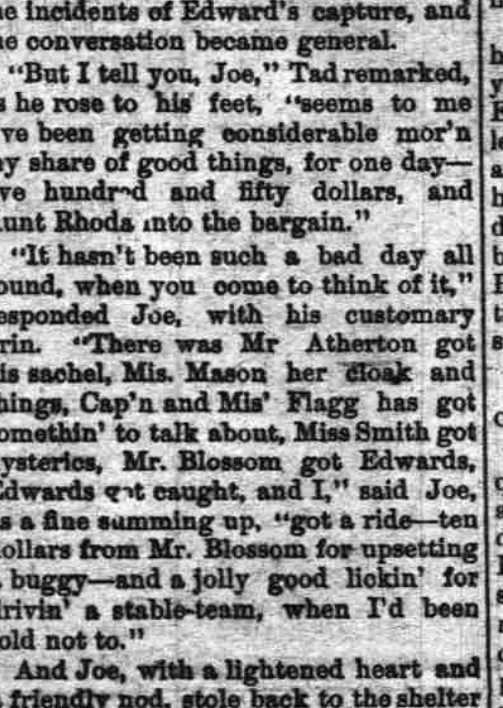 e incidents of Edward's capture, and
e conversation became general.
"But I tell you, Joe," Tad remarked,
s he rose to his feet, "seems to me
've been getting considerable mor'n
y share of good things, for one day—
ve hundred and fifty dollars, and
unt Rhoda into the bargain."
"It hasn't been such a bad day all
ound, when you come to think of it,"
esponded Joe, with his customary
rin. "There was Mr Atherton got
is sachel, Mis. Mason her cloak and
hings, Cap'n and Mis' Flagg has got
omethin' to talk about, Miss Smith got
ysterics, Mr. Blossom got Edwards,
Edwards got caught, and I," said Joe,
s a fine summing up, "got a ride—ten
ollars from Mr. Blossom for upsetting
buggy—and a jolly good lickin' for
rivin' a stable-team, when I'd been
old not to."
And Joe, with a lightened heart and
friendly nod, stole back to the shelter